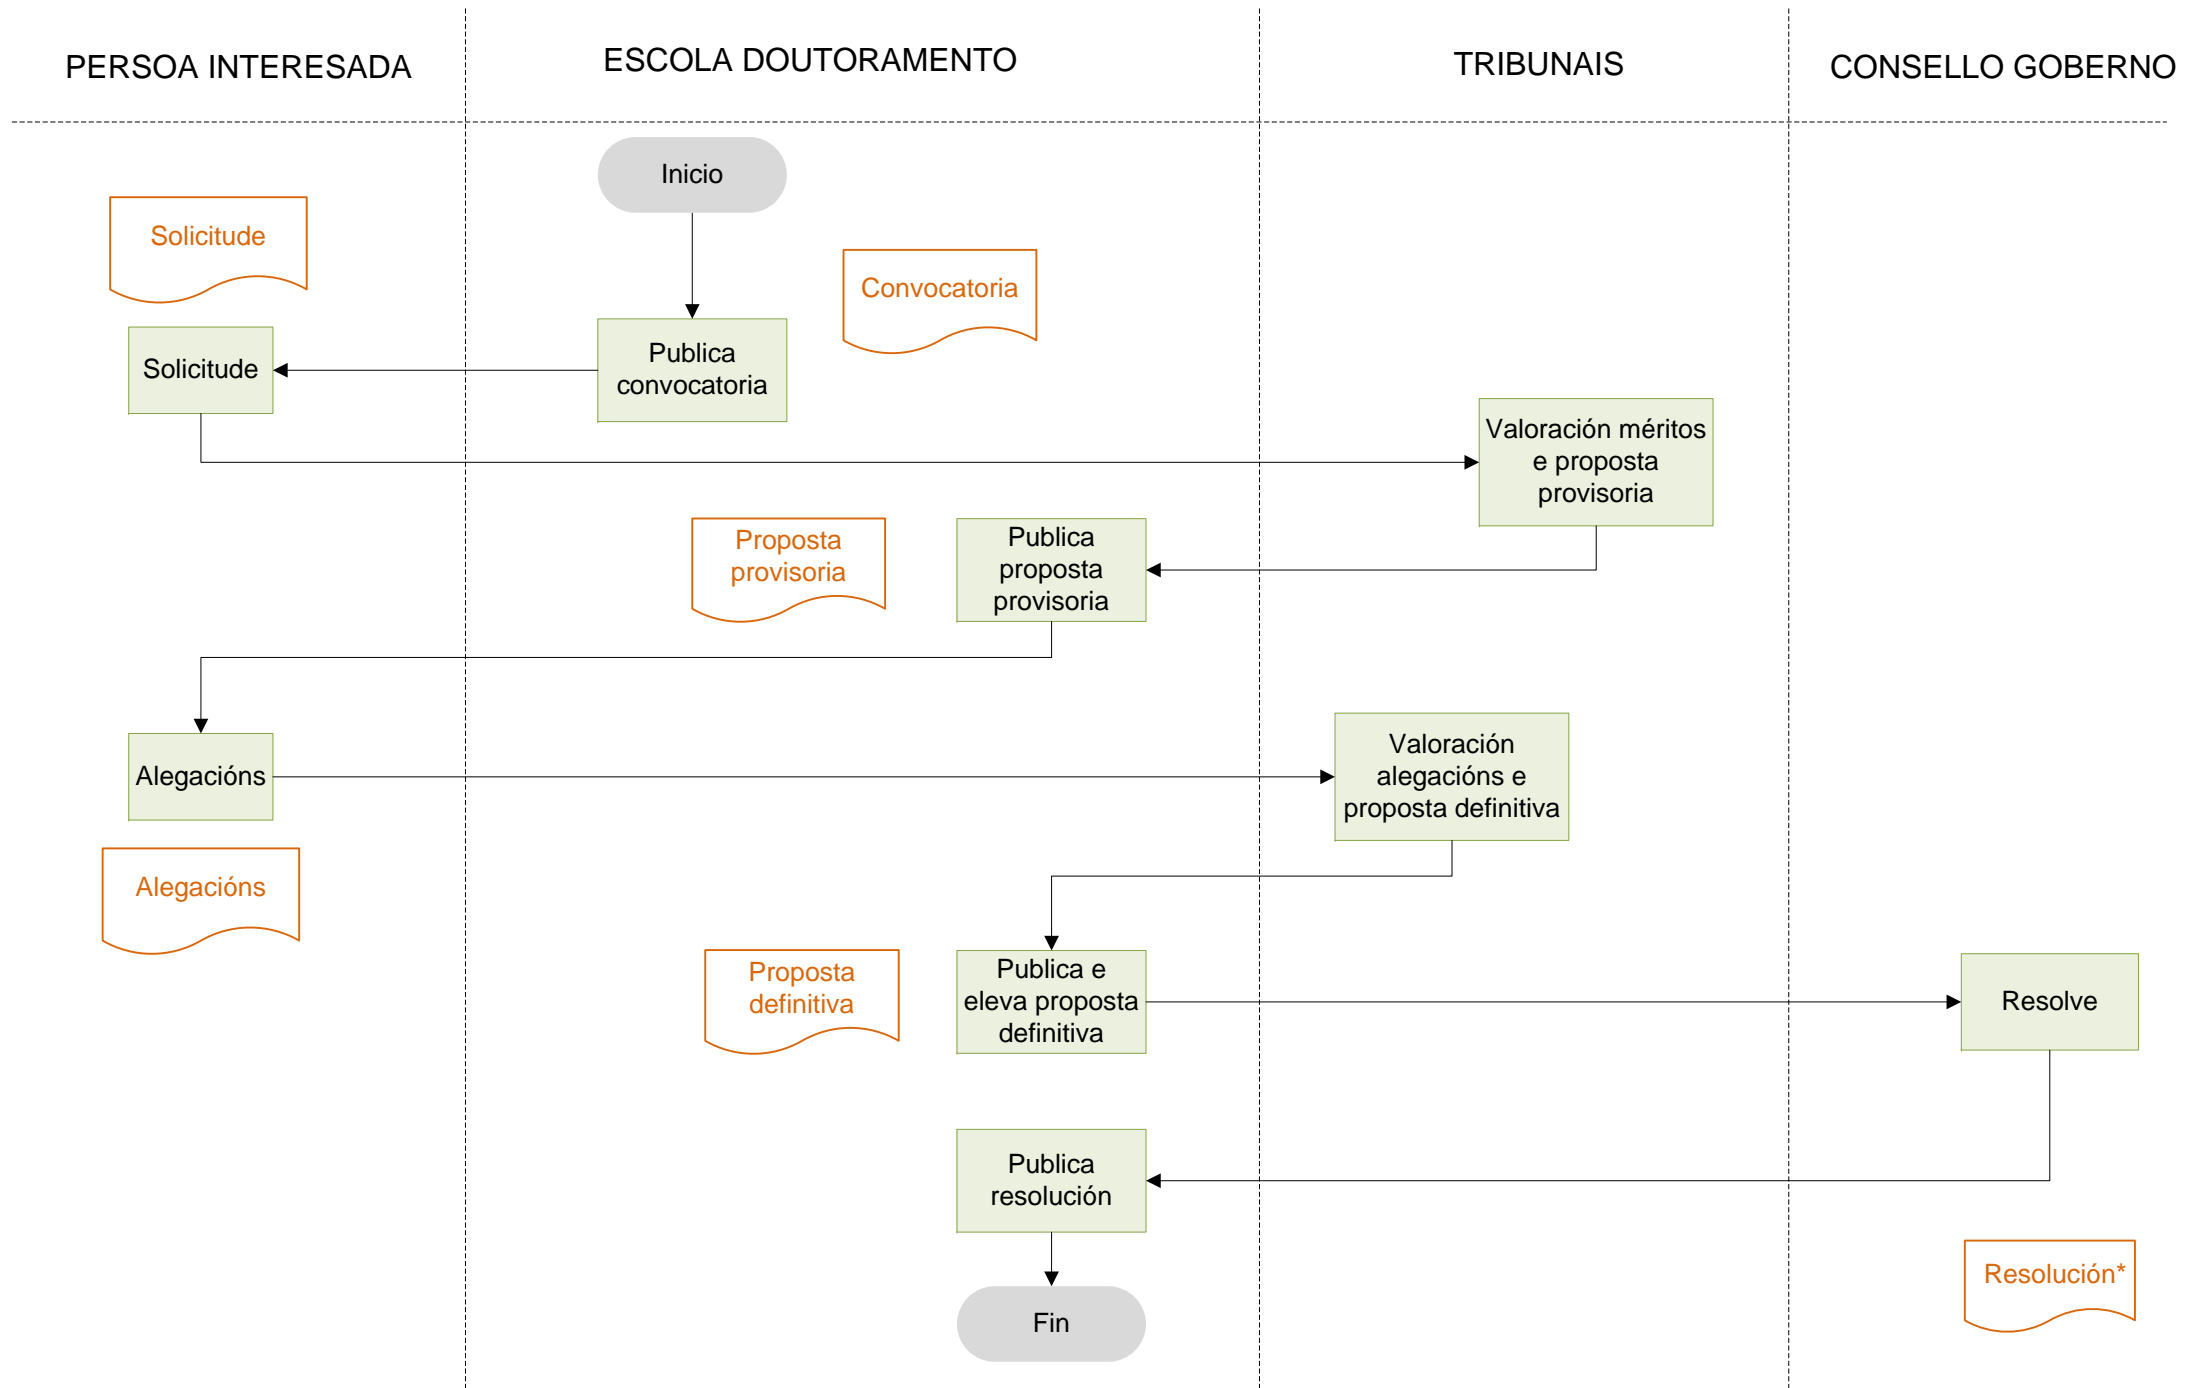 PERSOA INTERESADA
ESCOLA DOUTORAMENTO
TRIBUNAIS
CONSELLO GOBERNO
Inicio
Solicitude
Convocatoria
Solicitude
Publica
convocatoria
Valoración méritos
e proposta
provisoria
Proposta
provisoria
Publica
proposta
provisoria
Alegacións
Valoración
alegacións e
proposta definitiva
Alegacións
Proposta
definitiva
Publica e
eleva proposta
definitiva
Resolve
Publica
resolución
Resolución*
Fin